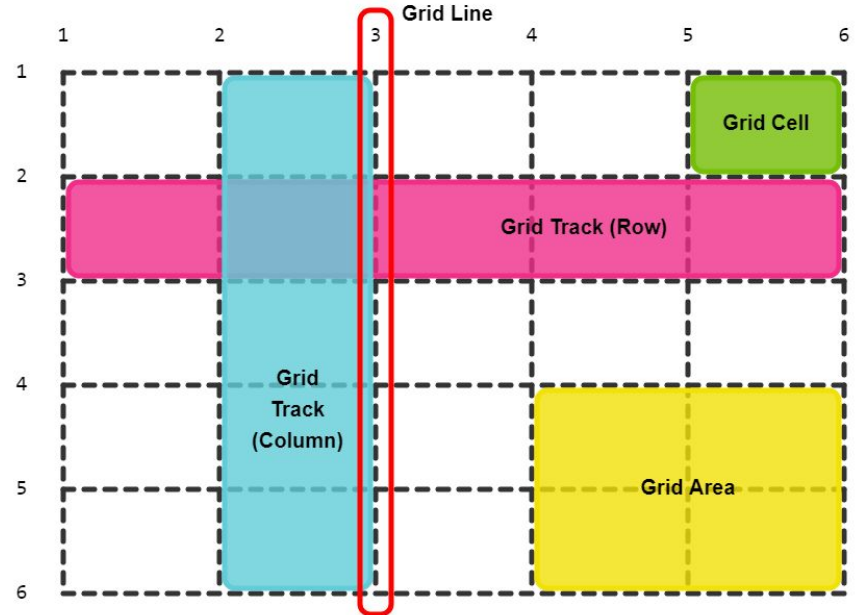 Grid Line
1 2 3 4 5 6
1
Grid Cell
2
Grid Track (Row)
3
4
Grid
Track
(Column)
5
Grid Area
6